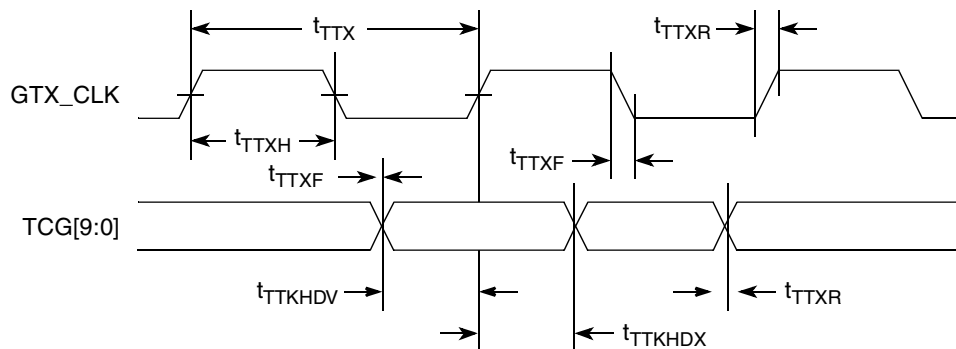 tTTX
tTTXR
GTX_CLK
tTTXH
tTTXF
tTTXF
TCG[9:0]
tTTKHDV
tTTXR
tTTKHDX